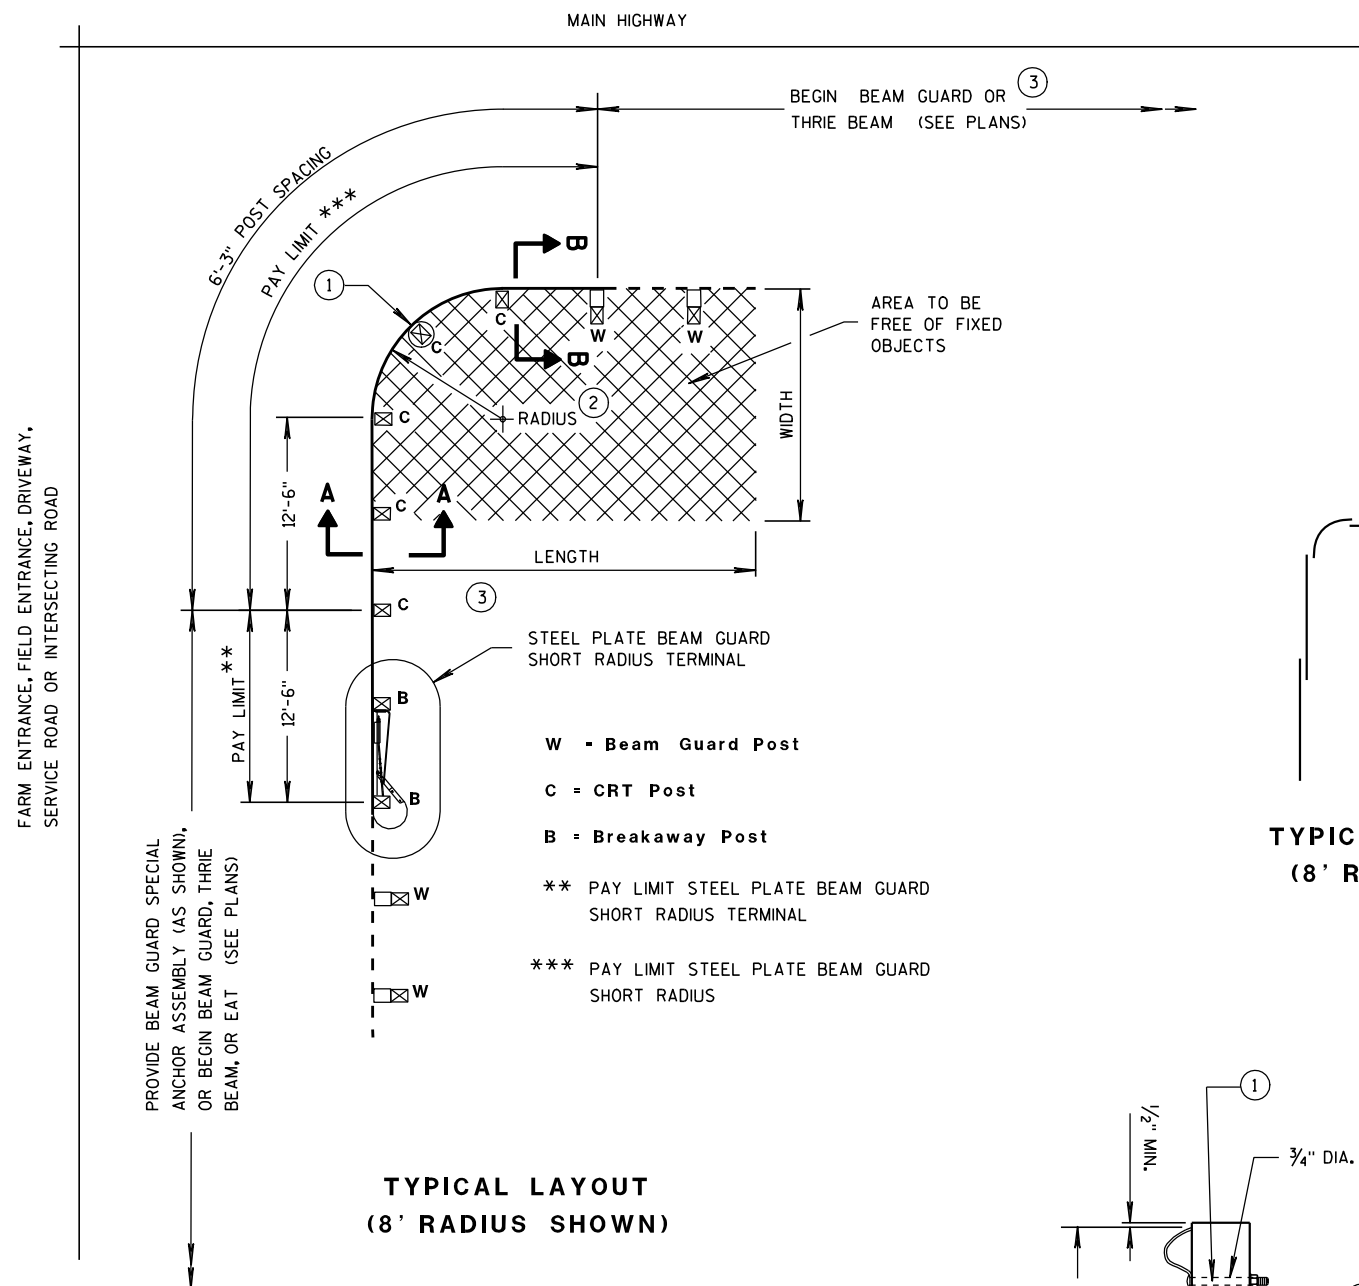 MAIN HIGHWAY
BEGIN BEAM GUARD OR
THRIE BEAM (SEE PLANS)
3
6'-3" POST SPACING
PAY LIMIT ***
1
B
B
C
C
W
W
AREA TO BE
FREE OF FIXED
OBJECTS
2
RADIUS
WIDTH
C
12'-6"
A
A
C
LENGTH
3
C
FARM ENTRANCE, FIELD ENTRANCE, DRIVEWAY,
SERVICE ROAD OR INTERSECTING ROAD
STEEL PLATE BEAM GUARD
SHORT RADIUS TERMINAL
PAY LIMIT **
12'-6"
B
B
W - Beam Guard Post
C = CRT Post
B = Breakaway Post
** PAY LIMIT STEEL PLATE BEAM GUARD
SHORT RADIUS TERMINAL
*** PAY LIMIT STEEL PLATE BEAM GUARD
SHORT RADIUS
W
W
PROVIDE BEAM GUARD SPECIAL
ANCHOR ASSEMBLY (AS SHOWN),
OR BEGIN BEAM GUARD, THRIE
BEAM, OR EAT (SEE PLANS)
TYPICAL LAYOUT
(8' RADIUS SHOWN)
TYPIC
(8' R
1
1/2" MIN.
3/4" DIA.